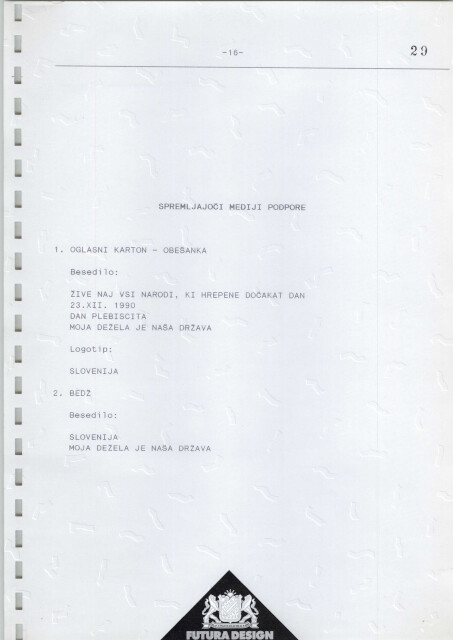 -16-
29
SPREMLJAJOČI MEDIJI PODPORE
1. OGLASNI KARTON - OBEŠANKA
Besedilo:
ŽIVE NAJ VSI NARODI, KI HREPENE DOČAKAT DAN
23.XII. 1990
DAN PLEBISCITA
MOJA DEŽELA JE NAŠA DRŽAVA
Logotip:
SLOVENIJA
2. BEDŽ
Besedilo:
SLOVENIJA
MOJA DEŽELA JE NAŠA DRŽAVA
FUTURA DESIGN